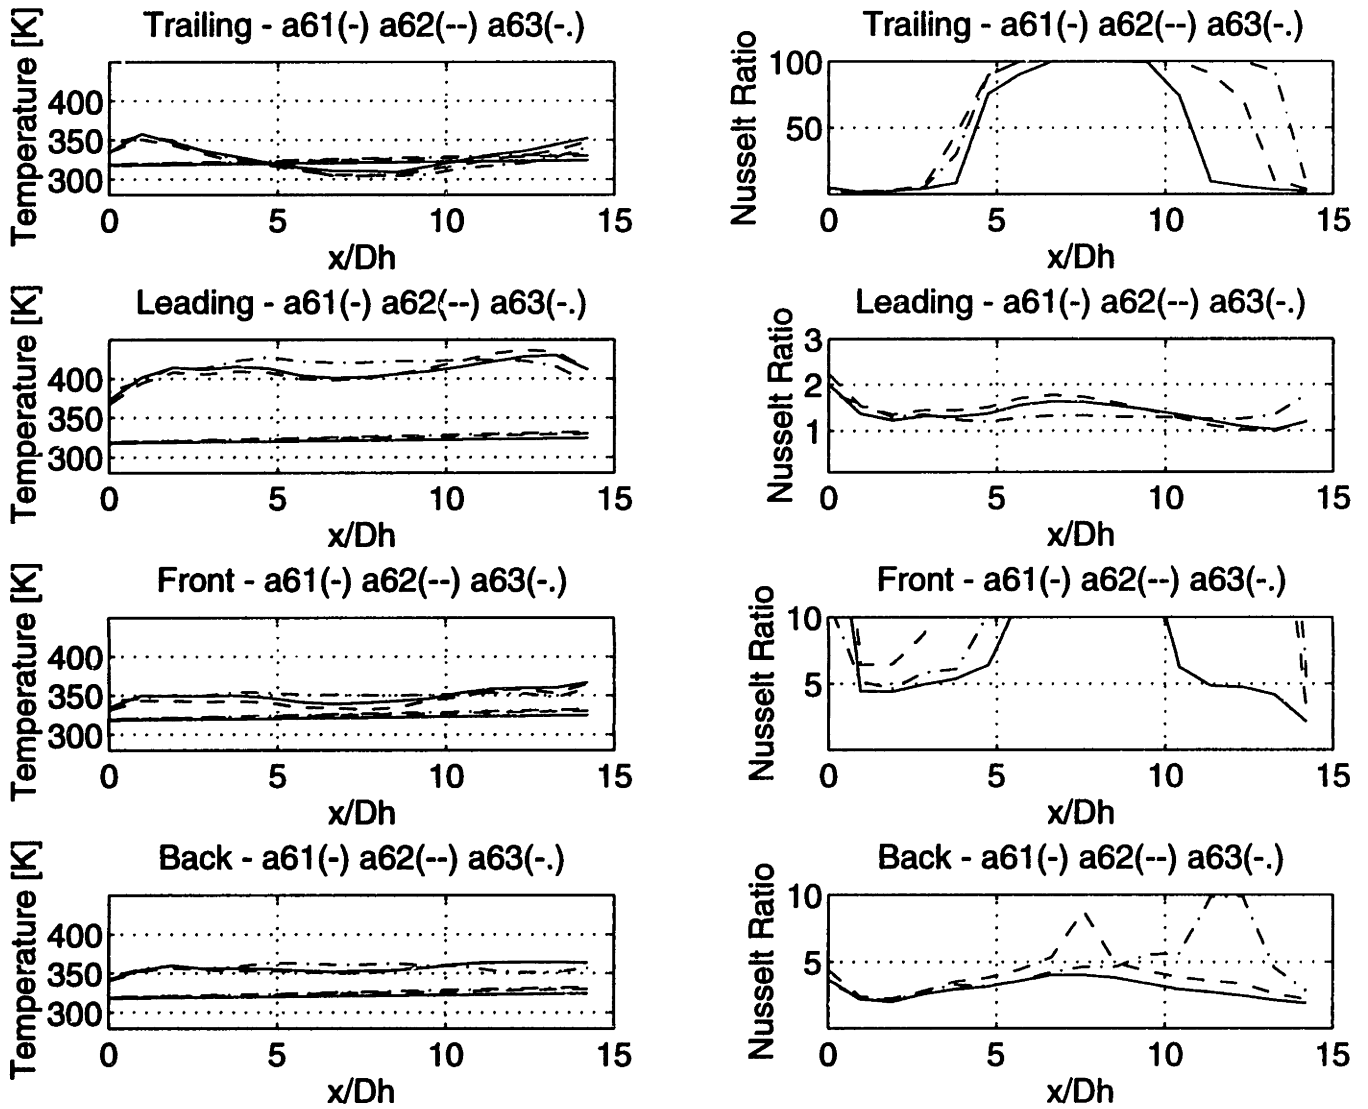 Trailing - a61(-) a62(--) a63(-.)
Temperature [K]
400
350
300
0 5 10 15
x/Dh
Trailing - a61(-) a62(--) a63(-.)
Nusselt Ratio
100
50
0 5 10 15
x/Dh
Leading - a61(-) a62(--) a63(-.)
Temperature [K]
400
350
300
0 5 10 15
x/Dh
Leading - a61(-) a62(--) a63(-.)
Nusselt Ratio
3
2
1
0 5 10 15
x/Dh
Front - a61(-) a62(--) a63(-.)
Temperature [K]
400
350
300
0 5 10 15
x/Dh
Front - a61(-) a62(--) a63(-.)
Nusselt Ratio
10
5
0 5 10 15
x/Dh
Back - a61(-) a62(--) a63(-.)
Temperature [K]
400
350
300
0 5 10 15
x/Dh
Back - a61(-) a62(--) a63(-.)
Nusselt Ratio
10
5
0 5 10 15
x/Dh